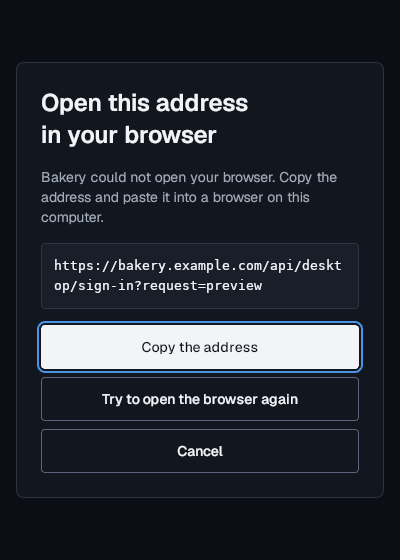 Open this address
in your browser
Bakery could not open your browser. Copy the
address and paste it into a browser on this
computer.
https://bakery.example.com/api/deskt
op/sign-in?request=preview
Copy the address
Try to open the browser again
Cancel